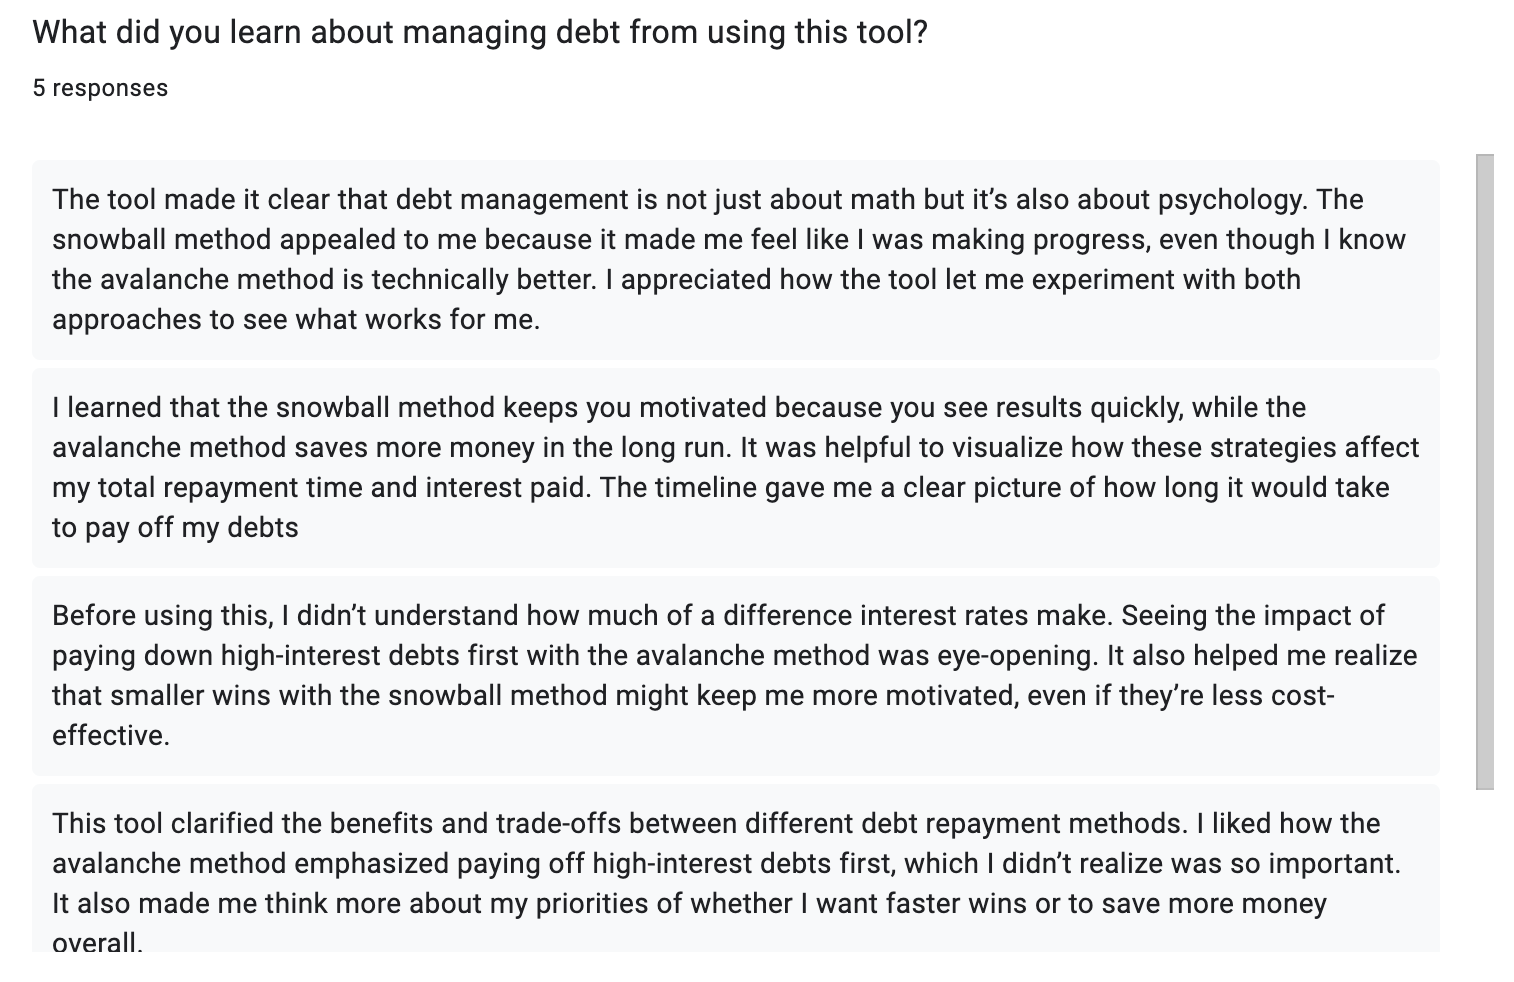 What did you learn about managing debt from using this tool?
5 responses
The tool made it clear that debt management is not just about math but it’s also about psychology. The
snowball method appealed to me because it made me feel like I was making progress, even though I know
the avalanche method is technically better. I appreciated how the tool let me experiment with both
approaches to see what works for me.
I learned that the snowball method keeps you motivated because you see results quickly, while the
avalanche method saves more money in the long run. It was helpful to visualize how these strategies affect
my total repayment time and interest paid. The timeline gave me a clear picture of how long it would take
to pay off my debts
Before using this, I didn’t understand how much of a difference interest rates make. Seeing the impact of
paying down high-interest debts first with the avalanche method was eye-opening. It also helped me realize
that smaller wins with the snowball method might keep me more motivated, even if they’re less cost-
effective.
This tool clarified the benefits and trade-offs between different debt repayment methods. I liked how the
avalanche method emphasized paying off high-interest debts first, which I didn’t realize was so important.
It also made me think more about my priorities of whether I want faster wins or to save more money
overall.